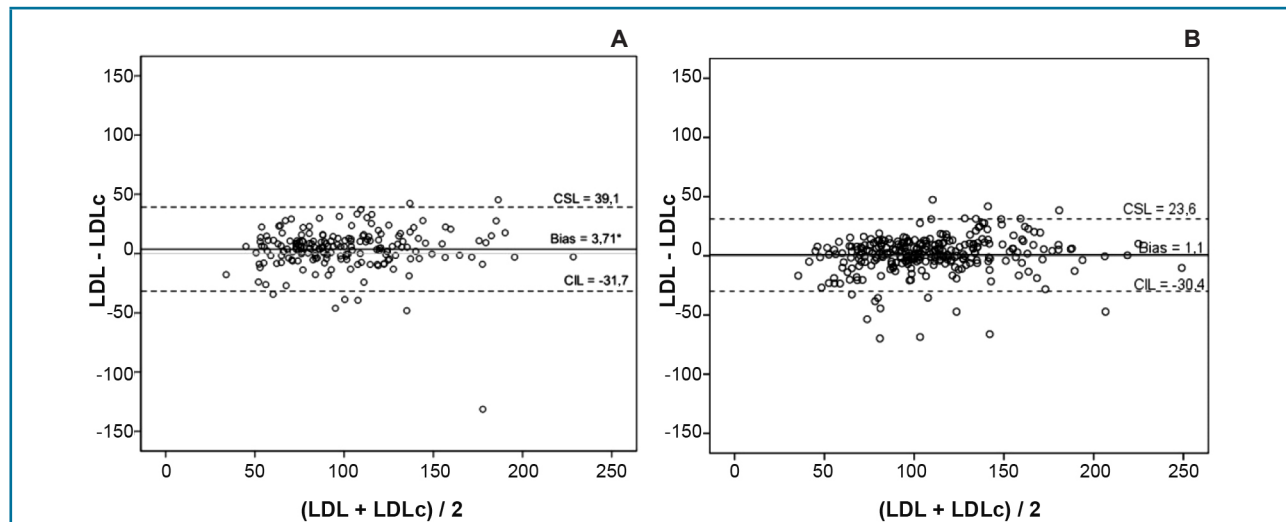 A
150
100
50
0
-50
-100
-150
LDL - LDLc
CSL = 39,1
Bias = 3,71*
CIL = -31,7
0 50 100 150 200 250
(LDL + LDLc) / 2
B
150
100
50
0
-50
-100
-150
LDL - LDLc
CSL = 23,6
Bias = 1,1
CIL = -30,4
0 50 100 150 200 250
(LDL + LDLc) / 2